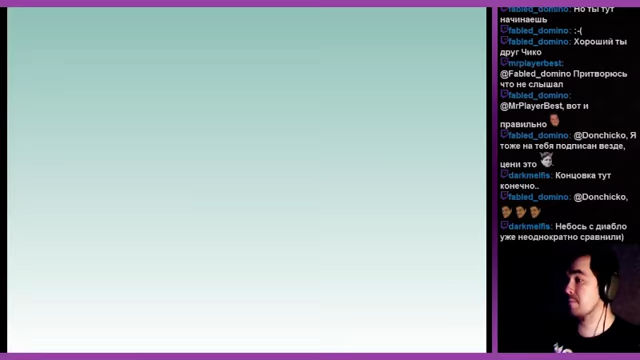 fabled_domino: Но ты тут
начинаешь
fabled_domino: :-(
fabled_domino: Хороший ты
друг Чико
mrplayerbest:
@Fabled_domino Притворюсь
что не слышал
fabled_domino:
@MrPlayerBest, вот и
правильно
fabled_domino: @Donchicko, Я
тоже на тебя подписан везде,
цени это
darkmelfis: Концовка тут
конечно..
fabled_domino: @Donchicko,
darkmelfis: Небось с диабло
уже неоднократно сравнили)